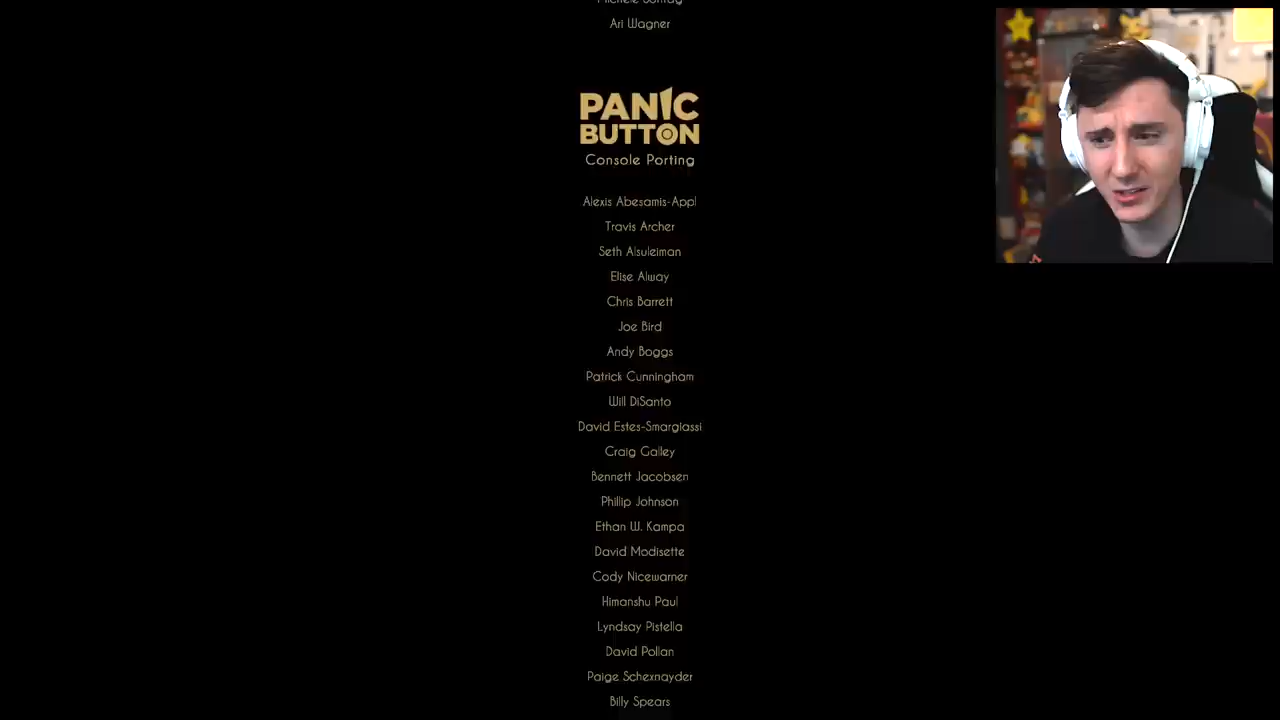 Ari Wagner
PANIC
BUTTON
Console Porting
Alexis Abesamis-Appl
Travis Archer
Seth Alsuleiman
Elise Alway
Chris Barrett
Joe Bird
Andy Boggs
Patrick Cunningham
Will DiSanto
David Estes-Smargiassi
Craig Galley
Bennett Jacobsen
Phillip Johnson
Ethan W. Kampa
David Modisette
Cody Nicewarner
Himanshu Paul
Lyndsay Pistella
David Pollan
Paige Schexnayder
Billy Spears